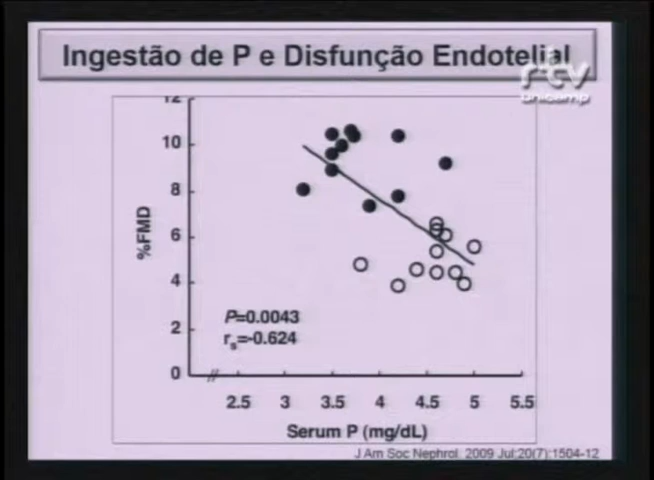 Ingestão de P e Disfunção Endotelial
rtv
unicamp
12
10
8
6
4
2
0
%FMD
P=0.0043
rs=-0.624
2.5 3 3.5 4 4.5 5 5.5
Serum P (mg/dL)
J Am Soc Nephrol. 2009 Jul;20(7):1504-12